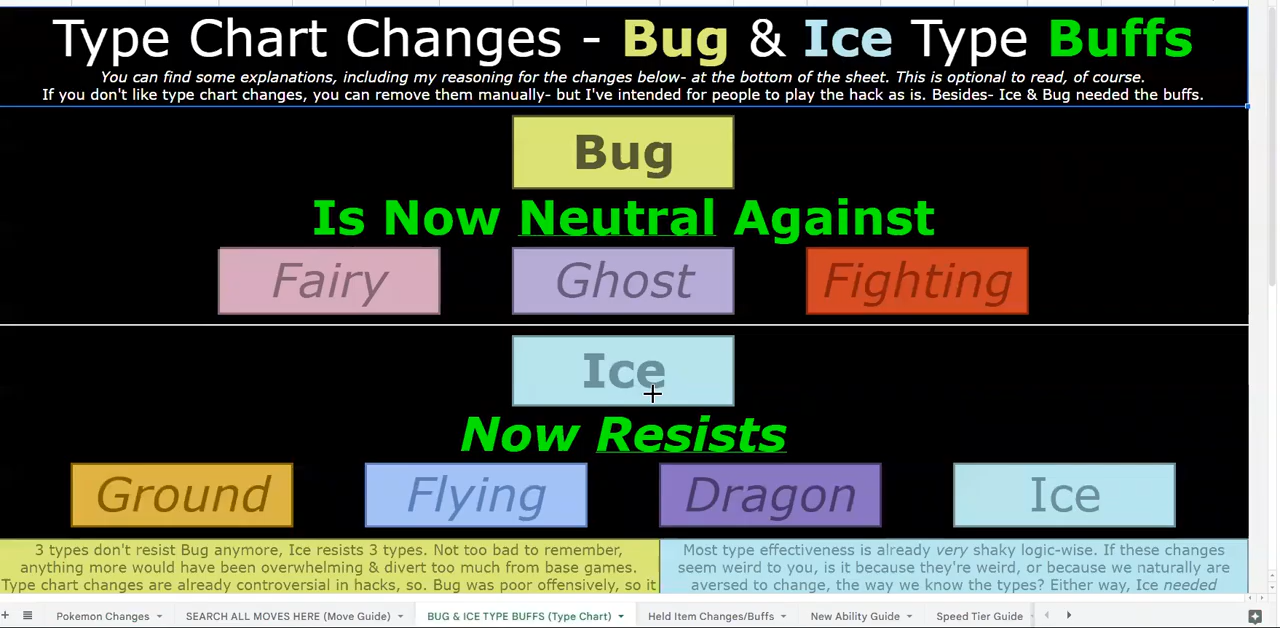 Type Chart Changes - Bug & Ice Type Buffs
You can find some explanations, including my reasoning for the changes below- at the bottom of the sheet. This is optional to read, of course.
If you don't like type chart changes, you can remove them manually- but I've intended for people to play the hack as is. Besides- Ice & Bug needed the buffs.
Bug
Is Now Neutral Against
Fairy Ghost Fighting
Ice
Now Resists
Ground Flying Dragon Ice
3 types don't resist Bug anymore, Ice resists 3 types. Not too bad to remember,
anything more would have been overwhelming & divert too much from base games.
Type chart changes are already controversial in hacks, so. Bug was poor offensively, so it
Most type effectiveness is already very shaky logic-wise. If these changes
seem weird to you, is it because they're weird, or because we naturally are
aversed to change, the way we know the types? Either way, Ice needed
Pokemon Changes SEARCH ALL MOVES HERE (Move Guide) BUG & ICE TYPE BUFFS (Type Chart) Held Item Changes/Buffs New Ability Guide Speed Tier Guide